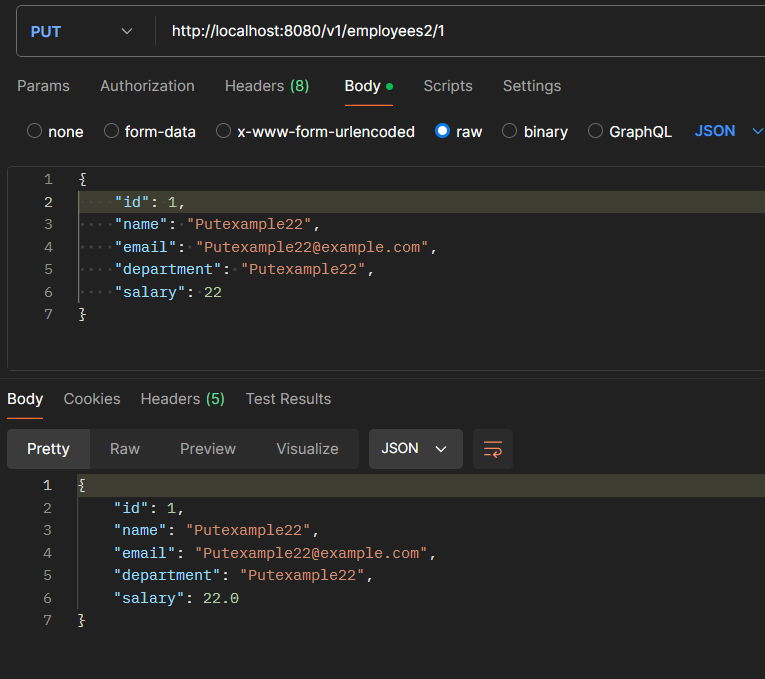 PUT http://localhost:8080/v1/employees2/1
Params Authorization Headers (8) Body Scripts Settings
none form-data x-www-form-urlencoded raw binary GraphQL JSON
1 {
2 "id": 1,
3 "name": "Putexample22",
4 "email": "Putexample22@example.com",
5 "department": "Putexample22",
6 "salary": 22
7 }
Body Cookies Headers (5) Test Results
Pretty Raw Preview Visualize JSON
1 {
2 "id": 1,
3 "name": "Putexample22",
4 "email": "Putexample22@example.com",
5 "department": "Putexample22",
6 "salary": 22.0
7 }